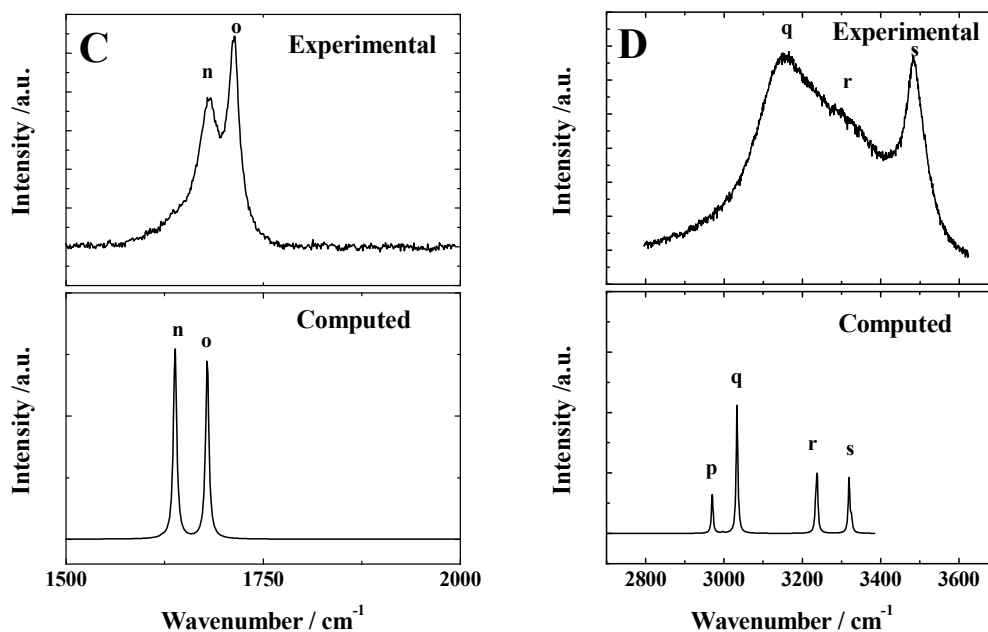 C
o
Experimental
n
Intensity /a.u.
Computed
n
o
Intensity /a.u.
1500 1750 2000
Wavenumber / cm-1
D
q
Experimental
s
r
Intensity /a.u.
Computed
q
r
s
p
Intensity /a.u.
2800 3000 3200 3400 3600
Wavenumber / cm-1